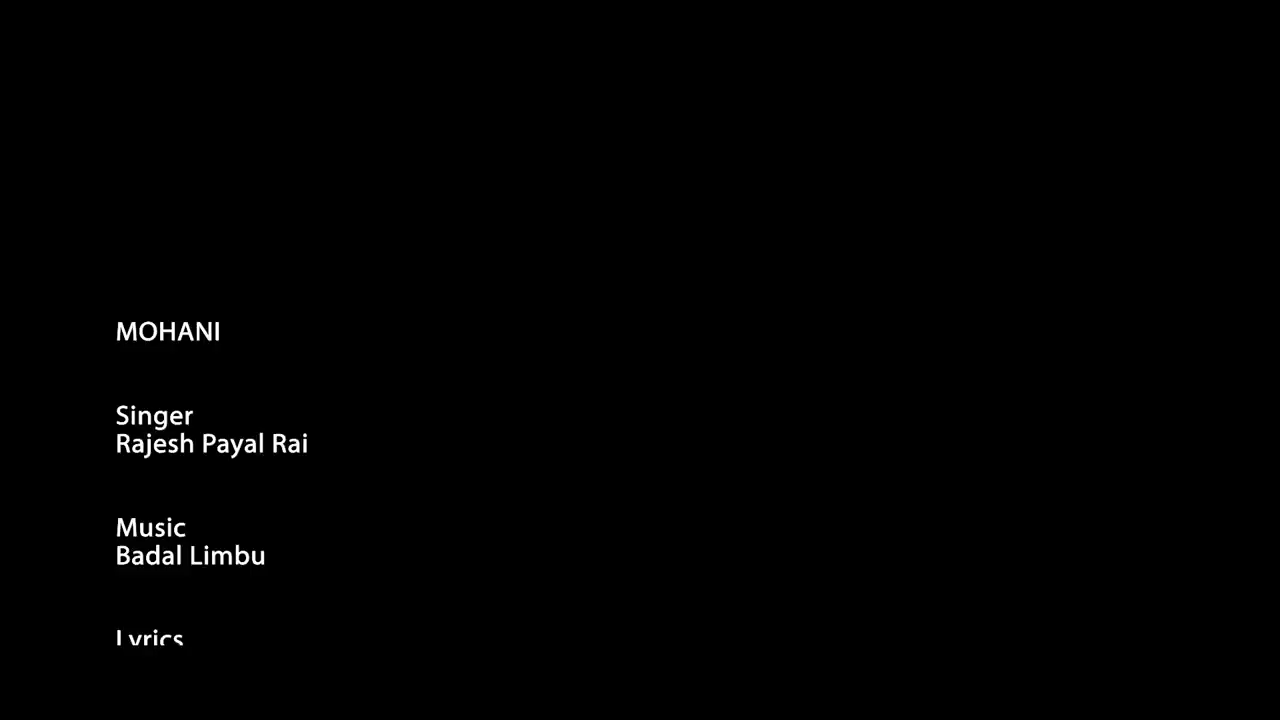 MOHANI
Singer
Rajesh Payal Rai
Music
Badal Limbu
Lyrics